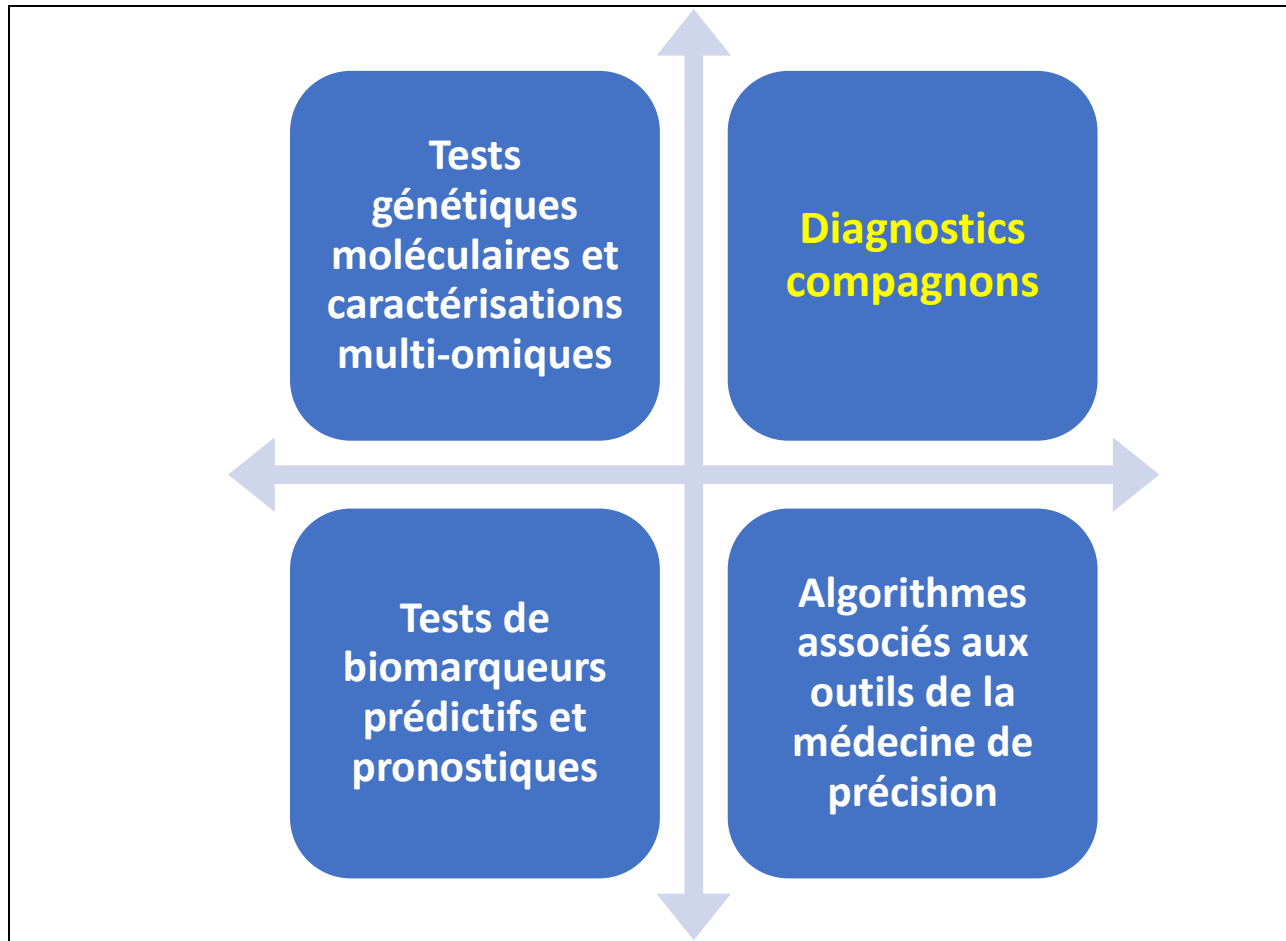 Tests
génétiques
moléculaires et
caractérisations
multi-omiques
Diagnostics
compagnons
Tests de
biomarqueurs
prédictifs et
pronostiques
Algorithmes
associés aux
outils de la
médecine de
précision